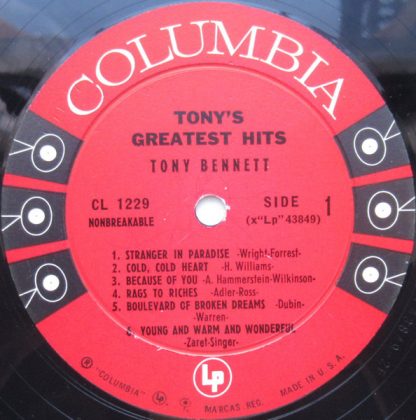 COLUMBIA
TONY'S
GREATEST HITS
TONY BENNETT
CL 1229
NONBREAKABLE
SIDE 1
(x"Lp" 43849)
1. STRANGER IN PARADISE -Wright-Forrest-
2. COLD, COLD HEART -H. Williams-
3. BECAUSE OF YOU -A. Hammerstein-Wilkinson-
4. RAGS TO RICHES -Adler-Ross-
5. BOULEVARD OF BROKEN DREAMS -Dubin-
-Warren-
6. YOUNG AND WARM AND WONDERFUL
-Zaret-Singer-
LP
® "COLUMBIA" MARCAS REG. MADE IN U.S.A.